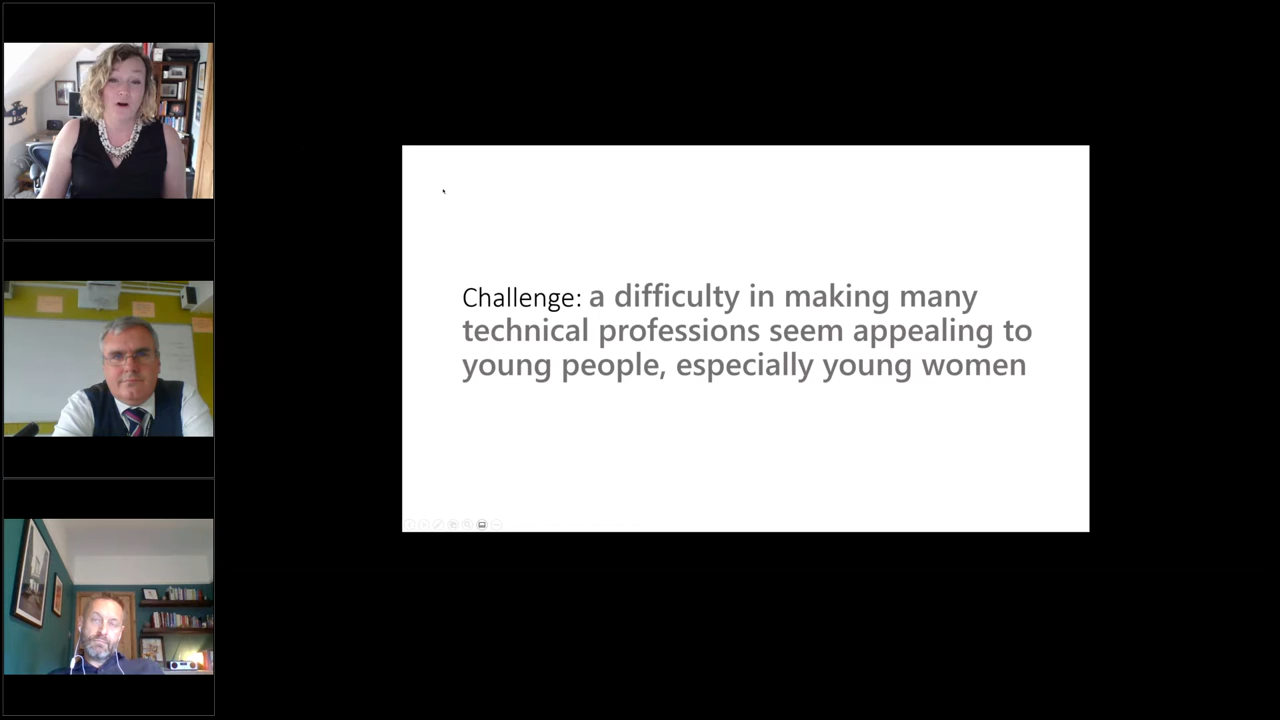 Challenge: a difficulty in making many
technical professions seem appealing to
young people, especially young women